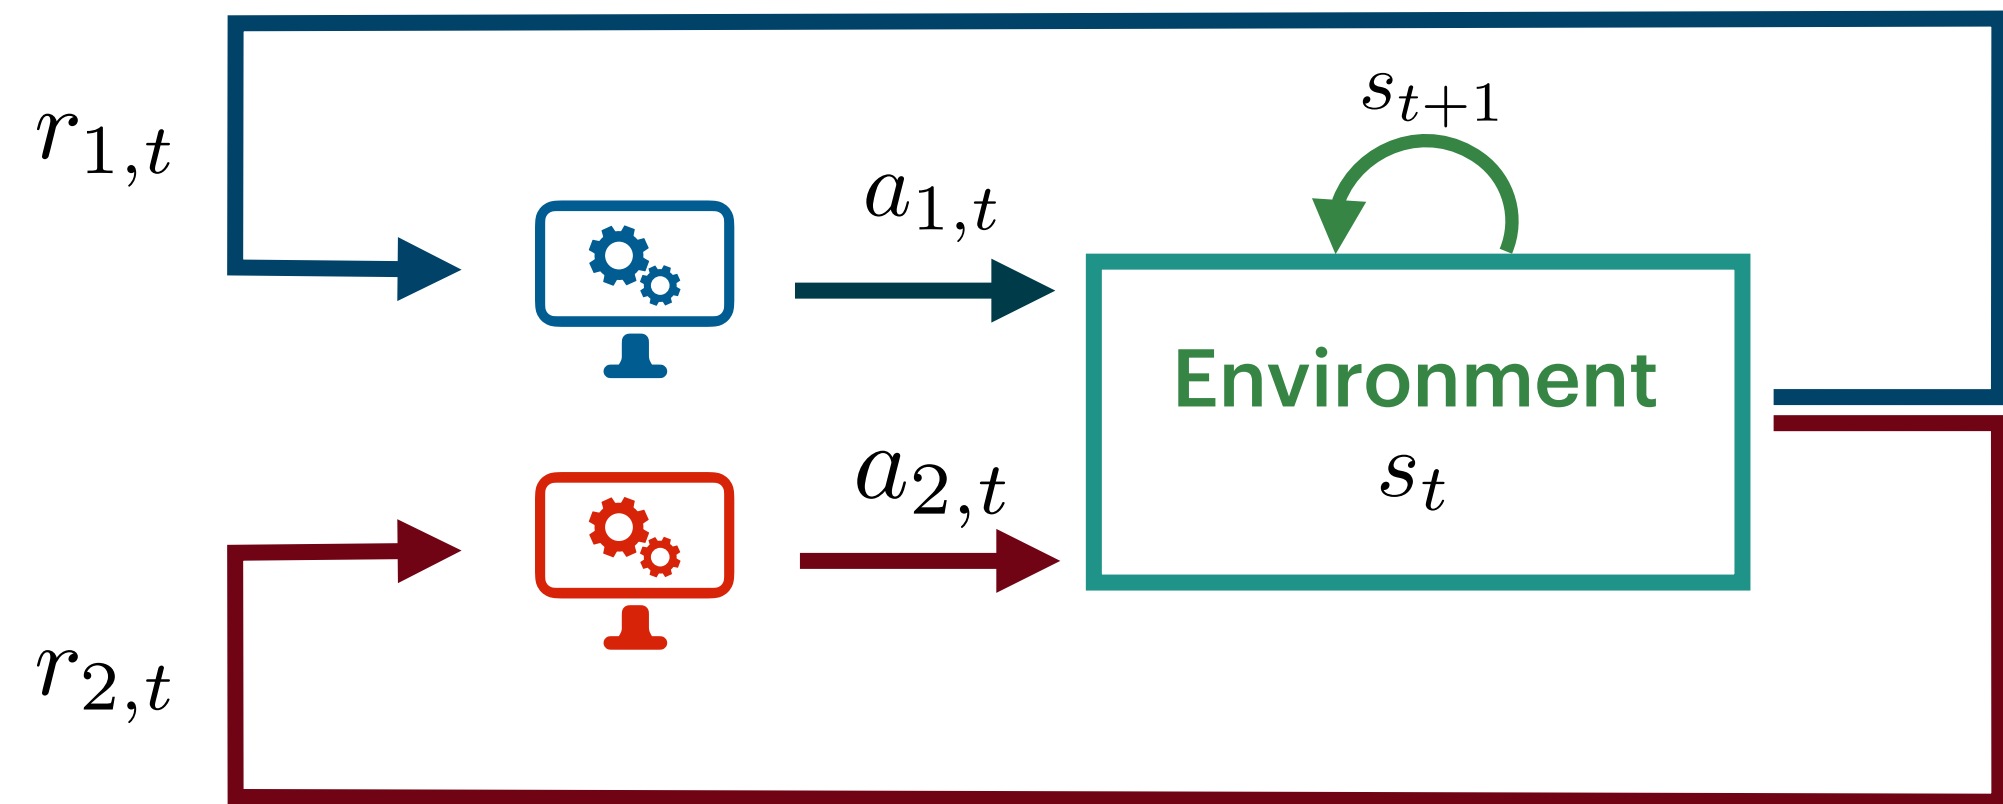 s_{t+1}
r_{1,t}
a_{1,t}
Environment
s_t
a_{2,t}
r_{2,t}